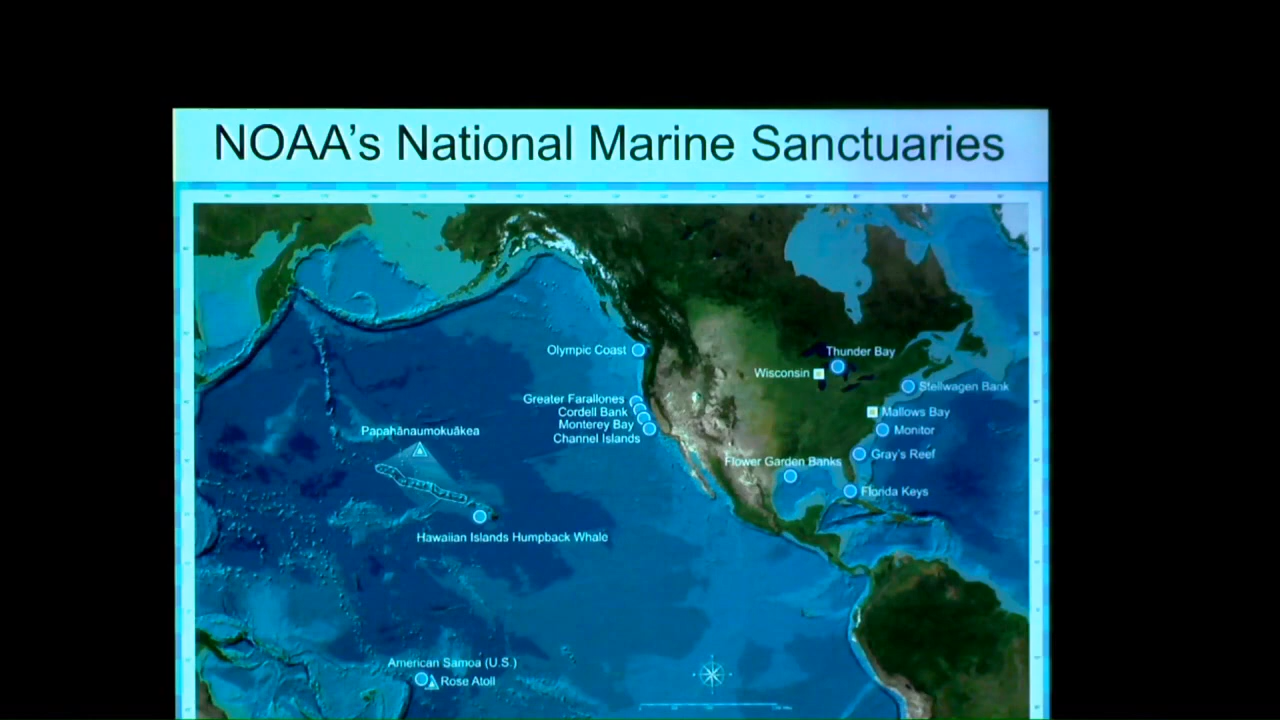 NOAA's National Marine Sanctuaries
Olympic Coast
Thunder Bay
Wisconsin
Stellwagen Bank
Greater Farallones
Cordell Bank
Monterey Bay
Channel Islands
Mallows Bay
Monitor
Papahānaumokuākea
Gray's Reef
Flower Garden Banks
Florida Keys
Hawaiian Islands Humpback Whale
American Samoa (U.S.)
Rose Atoll